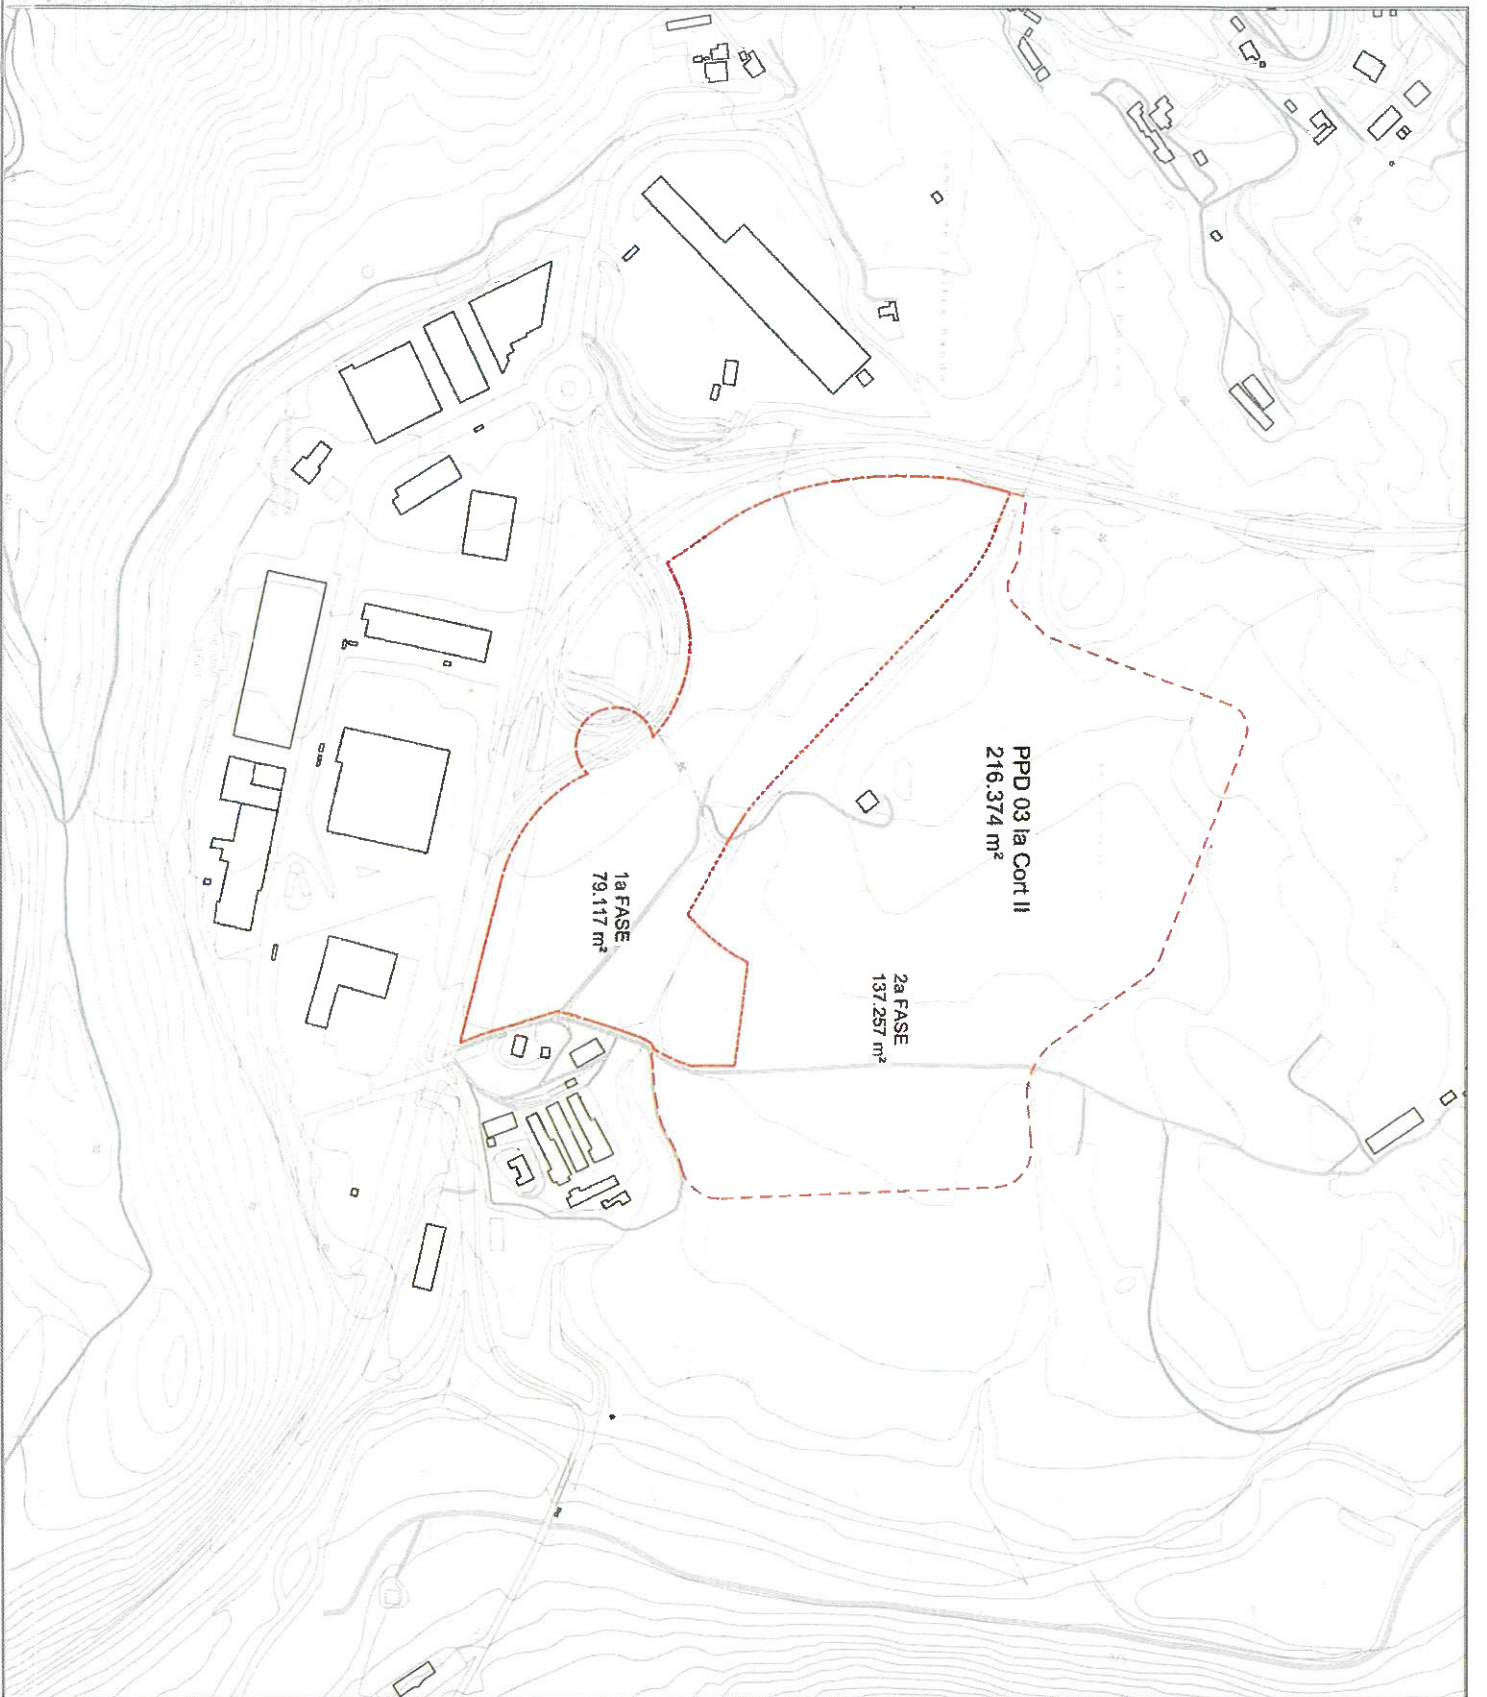 PPD 03 la Cort II
216.374 m²
2a FASE
137.257 m²
1a FASE
79.117 m²